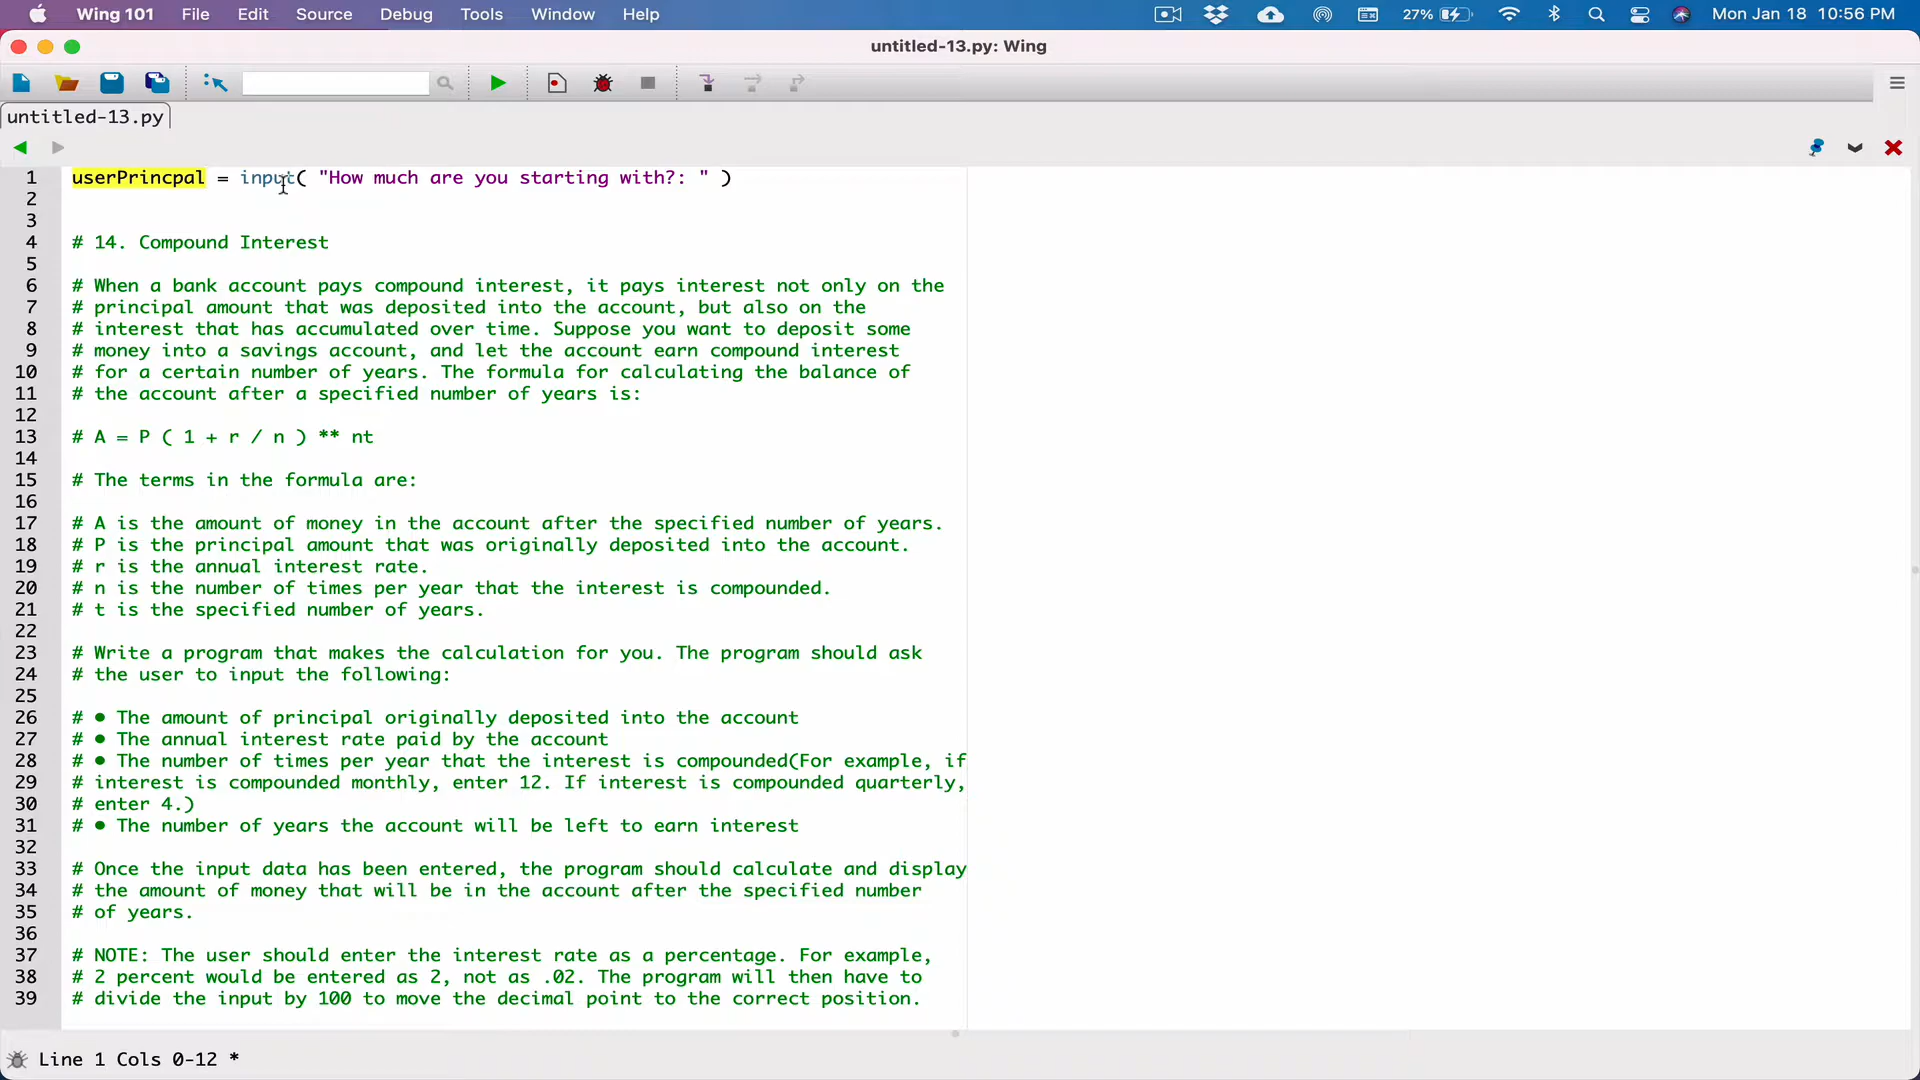 Wing 101 File Edit Source Debug Tools Window Help 27% Mon Jan 18 10:56 PM
untitled-13.py: Wing
untitled-13.py
1 userPrincpal = input( "How much are you starting with?: " )
2
3
4 # 14. Compound Interest
5
6 # When a bank account pays compound interest, it pays interest not only on the
7 # principal amount that was deposited into the account, but also on the
8 # interest that has accumulated over time. Suppose you want to deposit some
9 # money into a savings account, and let the account earn compound interest
10 # for a certain number of years. The formula for calculating the balance of
11 # the account after a specified number of years is:
12
13 # A = P ( 1 + r / n ) ** nt
14
15 # The terms in the formula are:
16
17 # A is the amount of money in the account after the specified number of years.
18 # P is the principal amount that was originally deposited into the account.
19 # r is the annual interest rate.
20 # n is the number of times per year that the interest is compounded.
21 # t is the specified number of years.
22
23 # Write a program that makes the calculation for you. The program should ask
24 # the user to input the following:
25
26 # ● The amount of principal originally deposited into the account
27 # ● The annual interest rate paid by the account
28 # ● The number of times per year that the interest is compounded(For example, if
29 # interest is compounded monthly, enter 12. If interest is compounded quarterly,
30 # enter 4.)
31 # ● The number of years the account will be left to earn interest
32
33 # Once the input data has been entered, the program should calculate and display
34 # the amount of money that will be in the account after the specified number
35 # of years.
36
37 # NOTE: The user should enter the interest rate as a percentage. For example,
38 # 2 percent would be entered as 2, not as .02. The program will then have to
39 # divide the input by 100 to move the decimal point to the correct position.
Line 1 Cols 0-12 *